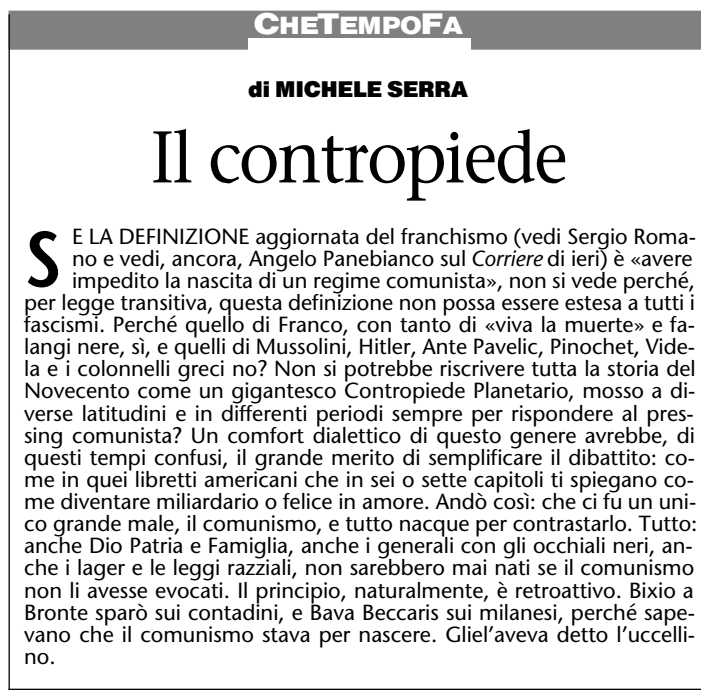 CHETEMPOFA
di MICHELE SERRA
Il contropiede
SE LA DEFINIZIONE aggiornata del franchismo (vedi Sergio Roma-
no e vedi, ancora, Angelo Panebianco sul Corriere di ieri) è «avere
impedito la nascita di un regime comunista», non si vede perché,
per legge transitiva, questa definizione non possa essere estesa a tutti i
fascismi. Perché quello di Franco, con tanto di «viva la muerte» e fa-
langi nere, sì, e quelli di Mussolini, Hitler, Ante Pavelic, Pinochet, Vide-
la e i colonnelli greci no? Non si potrebbe riscrivere tutta la storia del
Novecento come un gigantesco Contropiede Planetario, mosso a di-
verse latitudini e in differenti periodi sempre per rispondere al pres-
sing comunista? Un comfort dialettico di questo genere avrebbe, di
questi tempi confusi, il grande merito di semplificare il dibattito: co-
me in quei libretti americani che in sei o sette capitoli ti spiegano co-
me diventare miliardario o felice in amore. Andò così: che ci fu un uni-
co grande male, il comunismo, e tutto nacque per contrastarlo. Tutto:
anche Dio Patria e Famiglia, anche i generali con gli occhiali neri, an-
che i lager e le leggi razziali, non sarebbero mai nati se il comunismo
non li avesse evocati. Il principio, naturalmente, è retroattivo. Bixio a
Bronte sparò sui contadini, e Bava Beccaris sui milanesi, perché sape-
vano che il comunismo stava per nascere. Gliel'aveva detto l'uccelli-
no.